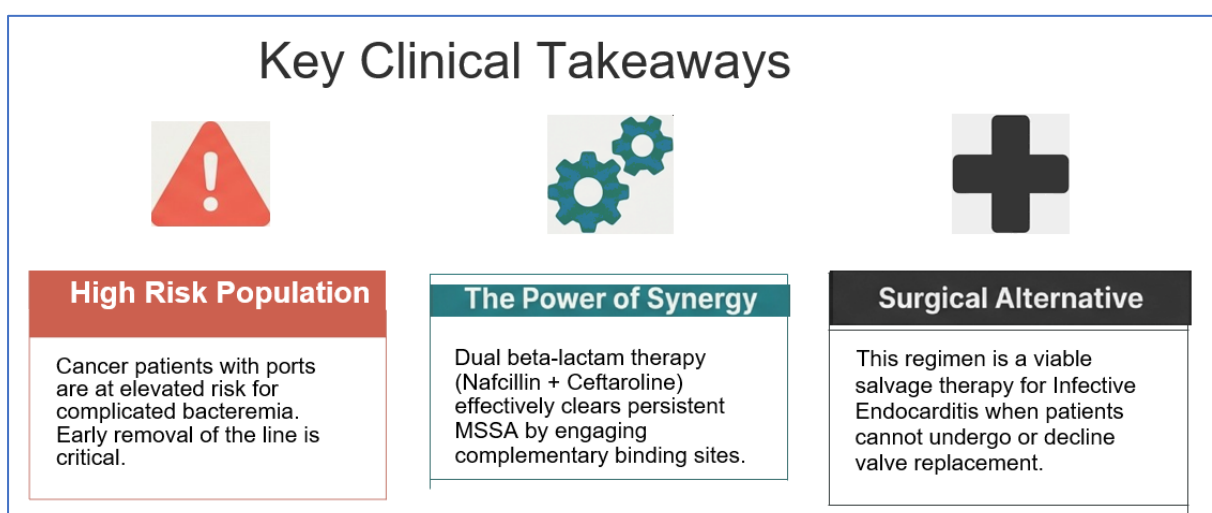 Key Clinical Takeaways
High Risk Population
Cancer patients with ports
are at elevated risk for
complicated bacteremia.
Early removal of the line is
critical.
The Power of Synergy
Dual beta-lactam therapy
(Nafcillin + Ceftaroline)
effectively clears persistent
MSSA by engaging
complementary binding sites.
Surgical Alternative
This regimen is a viable
salvage therapy for Infective
Endocarditis when patients
cannot undergo or decline
valve replacement.